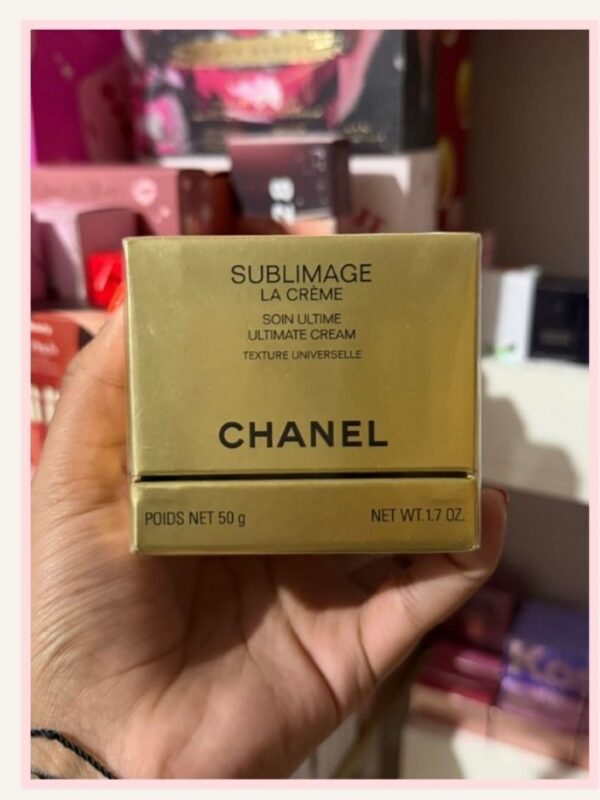 SUBLIMAGE
LA CRÈME
SOIN ULTIME
ULTIMATE CREAM
TEXTURE UNIVERSELLE
CHANEL
POIDS NET 50 g
NET WT. 1.7 OZ.